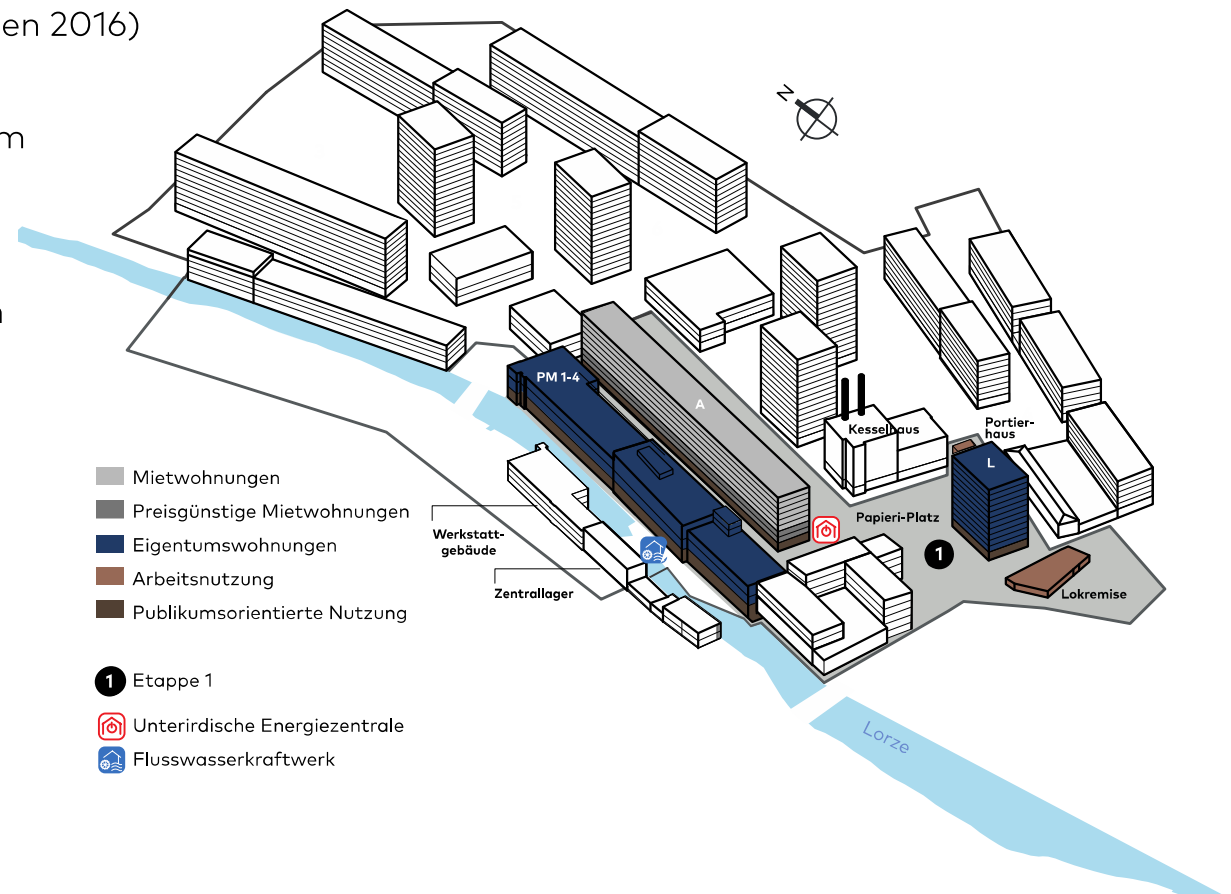 en 2016)
m
n
N
PM 1-4
A
Kesselhaus
Portier-
haus
L
Papieri-Platz
1
Lokremise
Werkstatt-
gebäude
Zentrallager
Mietwohnungen
Preisgünstige Mietwohnungen
Eigentumswohnungen
Arbeitsnutzung
Publikumsorientierte Nutzung
1 Etappe 1
Unterirdische Energiezentrale
Flusswasserkraftwerk
Lorze